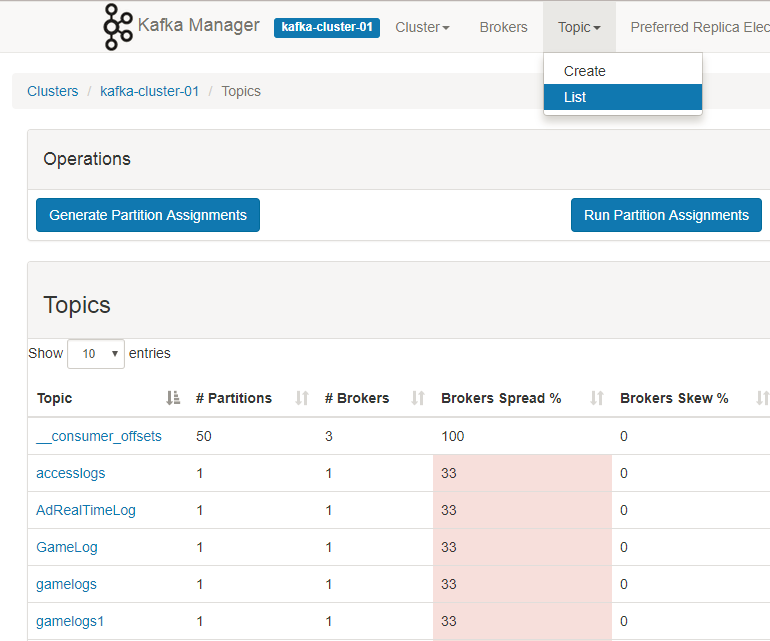 Kafka Manager kafka-cluster-01 Cluster Brokers Topic Preferred Replica Elec
Create
List
Clusters / kafka-cluster-01 / Topics
Operations
Generate Partition Assignments Run Partition Assignments
Topics
Show 10 entries
Topic # Partitions # Brokers Brokers Spread % Brokers Skew %
__consumer_offsets 50 3 100 0
accesslogs 1 1 33 0
AdRealTimeLog 1 1 33 0
GameLog 1 1 33 0
gamelogs 1 1 33 0
gamelogs1 1 1 33 0